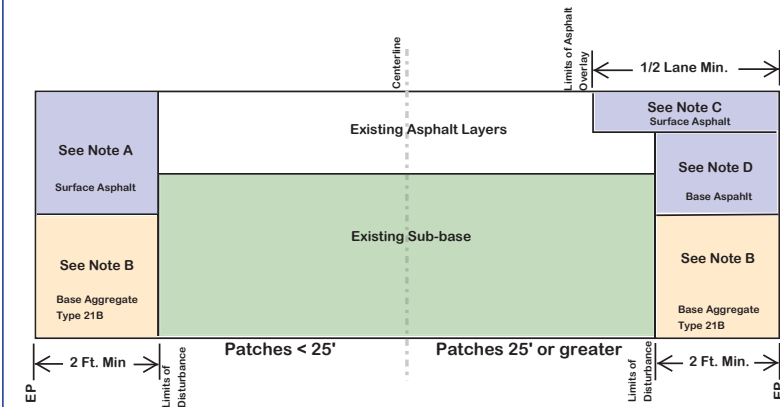 Centerline
Limits of Asphalt
Overlay
1/2 Lane Min.
See Note C
Surface Asphalt
Existing Asphalt Layers
See Note A
Surface Asphalt
See Note D
Base Aspahlt
Existing Sub-base
See Note B
Base Aggregate
Type 21B
See Note B
Base Aggregate
Type 21B
Patches < 25'
Patches 25' or greater
2 Ft. Min
2 Ft. Min.
EP
Limits of
Disturbance
Limits of
Disturbance
EP